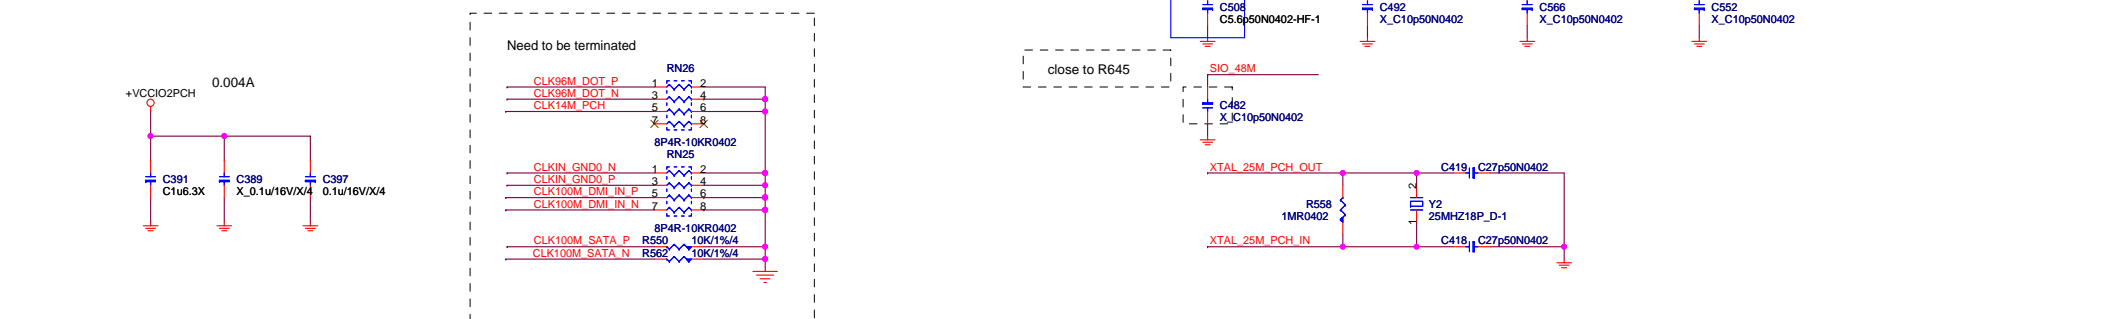 C508
C5.6p50N0402-HF-1
C492
X_C10p50N0402
C566
X_C10p50N0402
C552
X_C10p50N0402
Need to be terminated
close to R645
SIO_48M
C482
X_C10p50N0402
0.004A
+VCCIO2PCH
C391
C1u6.3X
C389
X_0.1u/16V/X/4
C397
0.1u/16V/X/4
RN26
CLK96M_DOT_P 1 2
CLK96M_DOT_N 3 4
CLK14M_PCH 5 6
7 8
8P4R-10KR0402
RN25
CLKIN_GND0_N 1 2
CLKIN_GND0_P 3 4
CLK100M_DMI_IN_P 5 6
CLK100M_DMI_IN_N 7 8
8P4R-10KR0402
CLK100M_SATA_P R550 10K/1%/4
CLK100M_SATA_N R562 10K/1%/4
XTAL_25M_PCH_OUT
C419 C27p50N0402
R558
1MR0402
2
Y2
25MHZ18P_D-1
1
XTAL_25M_PCH_IN
C418 C27p50N0402